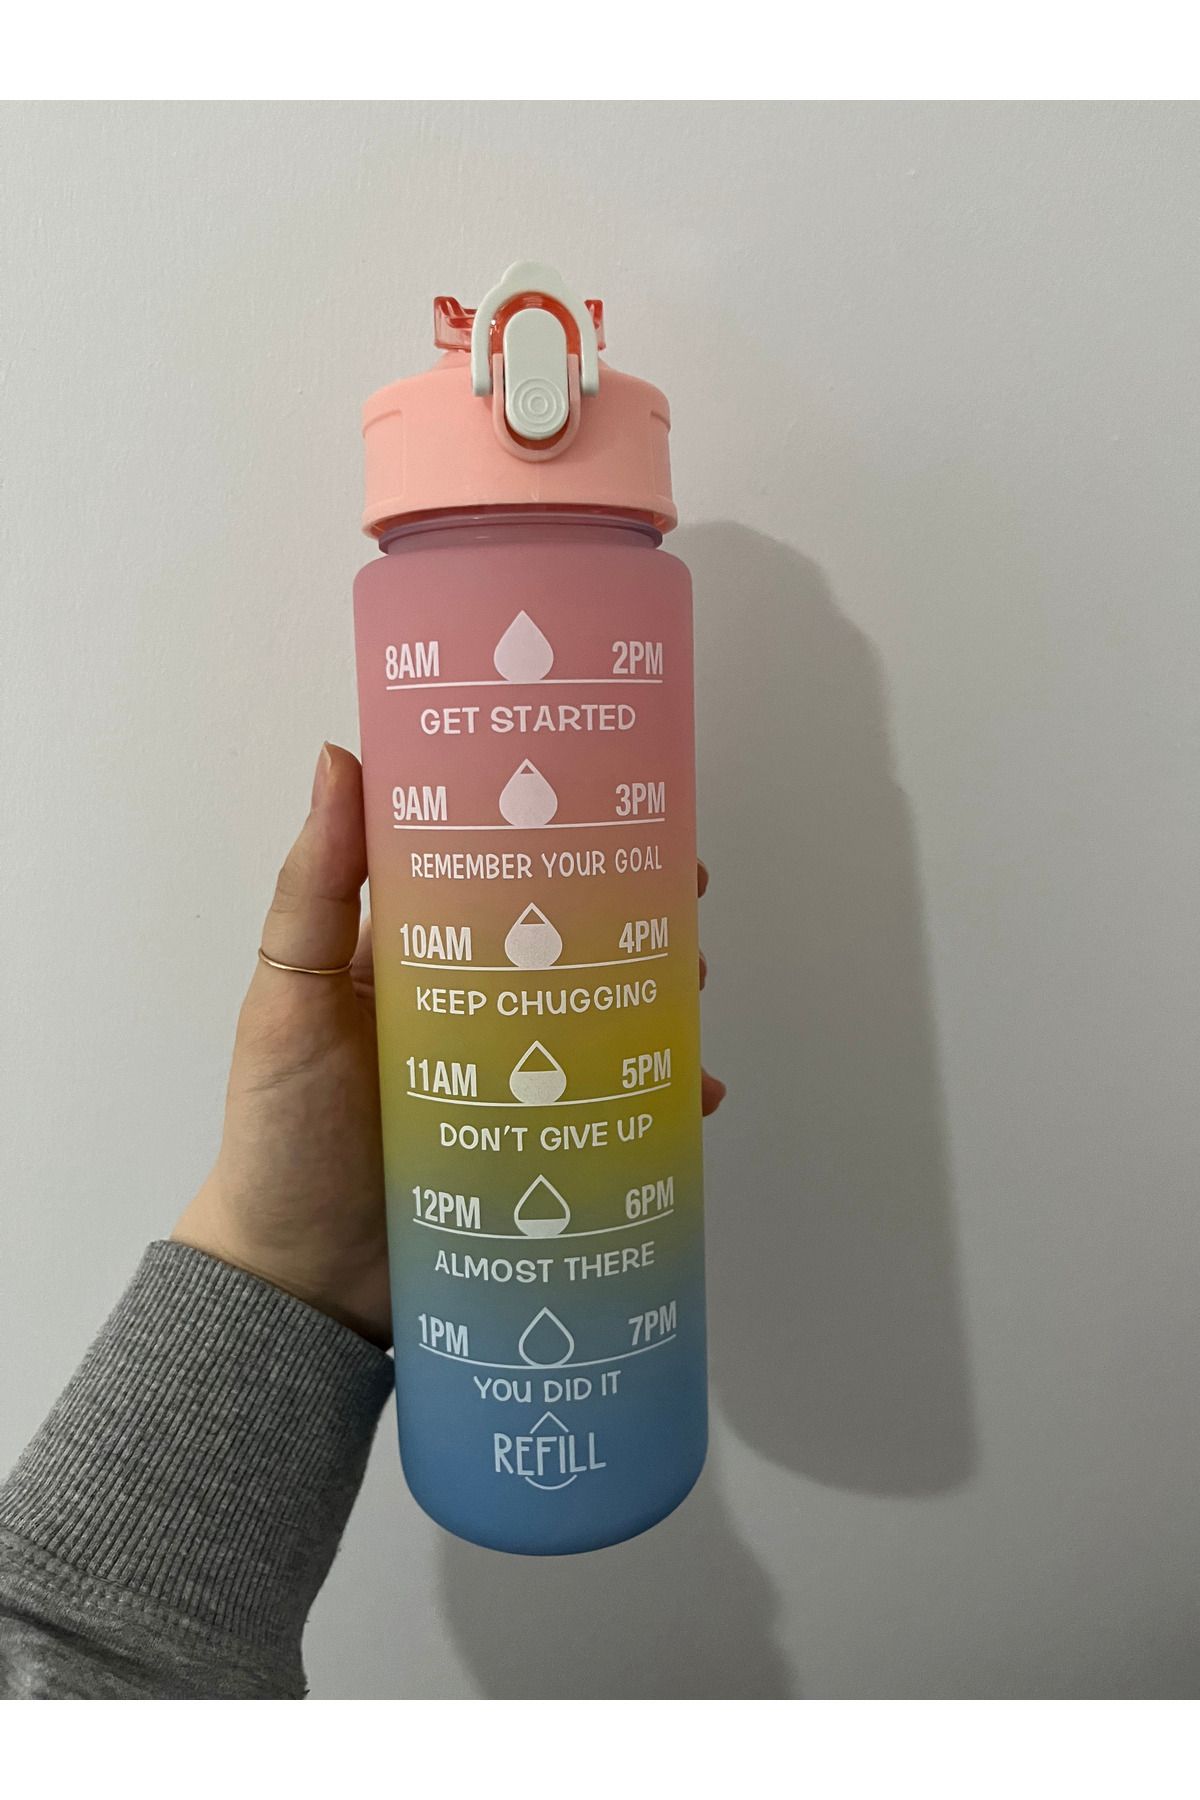 8AM 2PM
GET STARTED
9AM 3PM
REMEMBER YOUR GOAL
10AM 4PM
KEEP CHUGGING
11AM 5PM
DON'T GIVE UP
12PM 6PM
ALMOST THERE
1PM 7PM
YOU DID IT
REFILL